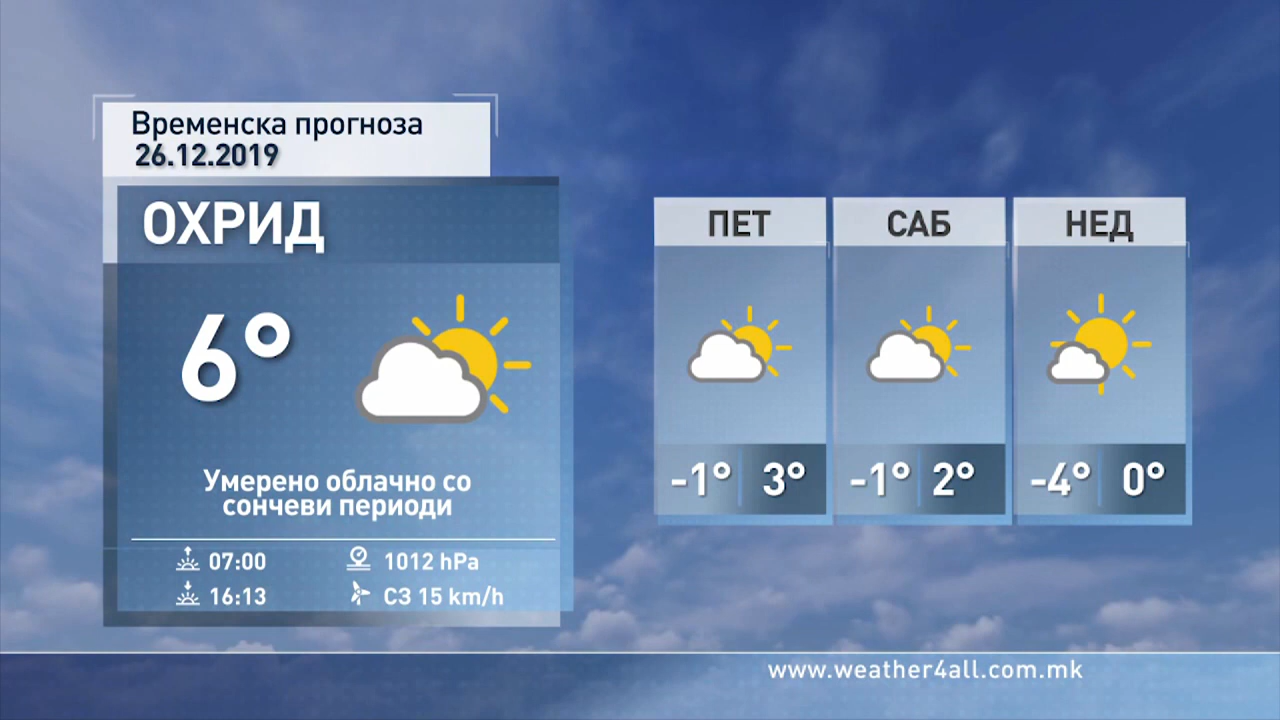 Временска прогноза
26.12.2019
ОХРИД
6°
Умерено облачно со
сончеви периоди
07:00
1012 hPa
16:13
СЗ 15 km/h
ПЕТ
-1° 3°
САБ
-1° 2°
НЕД
-4° 0°
www.weather4all.com.mk